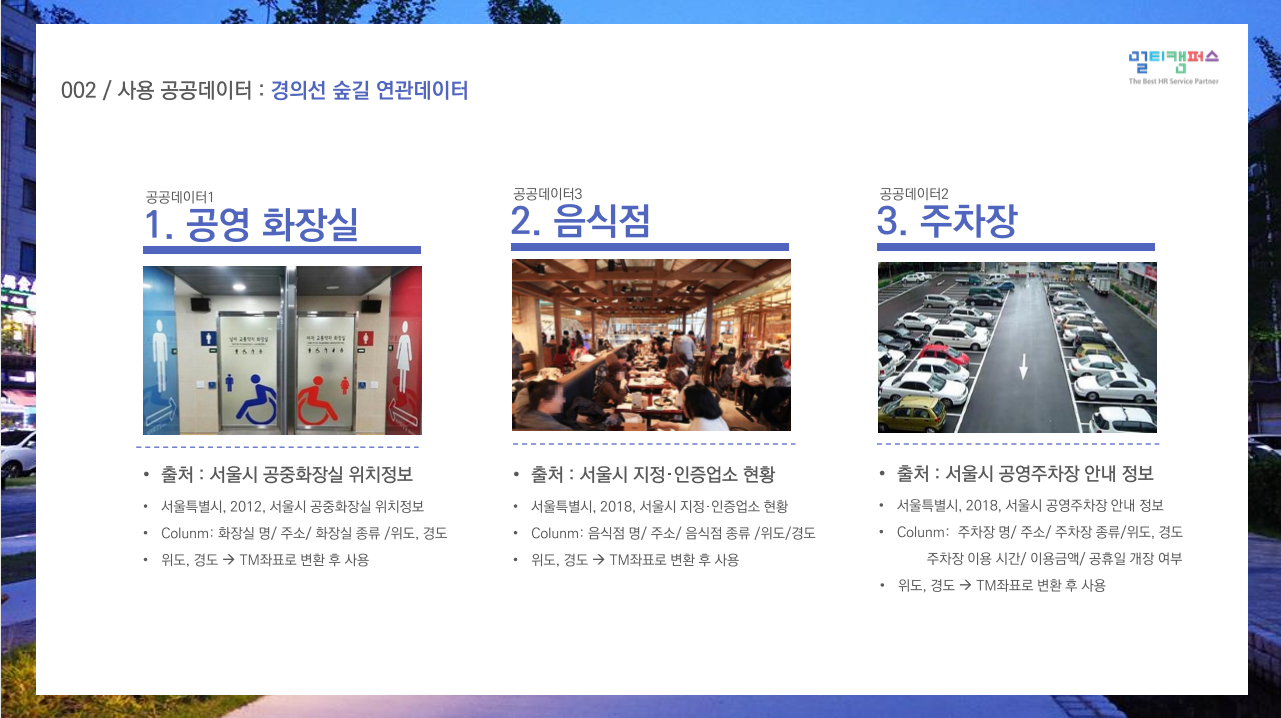 002 / 사용 공공데이터 : 경의선 숲길 연관데이터
멀티캠퍼스
The Best HR Service Partner
공공데이터1
1. 공영 화장실
• 출처 : 서울시 공중화장실 위치정보
• 서울특별시, 2012, 서울시 공중화장실 위치정보
• Colunm: 화장실 명/ 주소/ 화장실 종류 /위도, 경도
• 위도, 경도 → TM좌표로 변환 후 사용
공공데이터3
2. 음식점
• 출처 : 서울시 지정·인증업소 현황
• 서울특별시, 2018, 서울시 지정·인증업소 현황
• Colunm: 음식점 명/ 주소/ 음식점 종류 /위도/경도
• 위도, 경도 → TM좌표로 변환 후 사용
공공데이터2
3. 주차장
• 출처 : 서울시 공영주차장 안내 정보
• 서울특별시, 2018, 서울시 공영주차장 안내 정보
• Colunm: 주차장 명/ 주소/ 주차장 종류/위도, 경도
주차장 이용 시간/ 이용금액/ 공휴일 개장 여부
• 위도, 경도 → TM좌표로 변환 후 사용